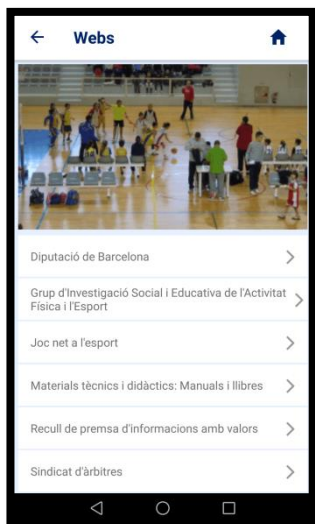 Webs
Diputació de Barcelona
Grup d'Investigació Social i Educativa de l'Activitat
Física i l'Esport
Joc net a l'esport
Materials tècnics i didàctics: Manuals i llibres
Recull de premsa d'informacions amb valors
Sindicat d'àrbitres